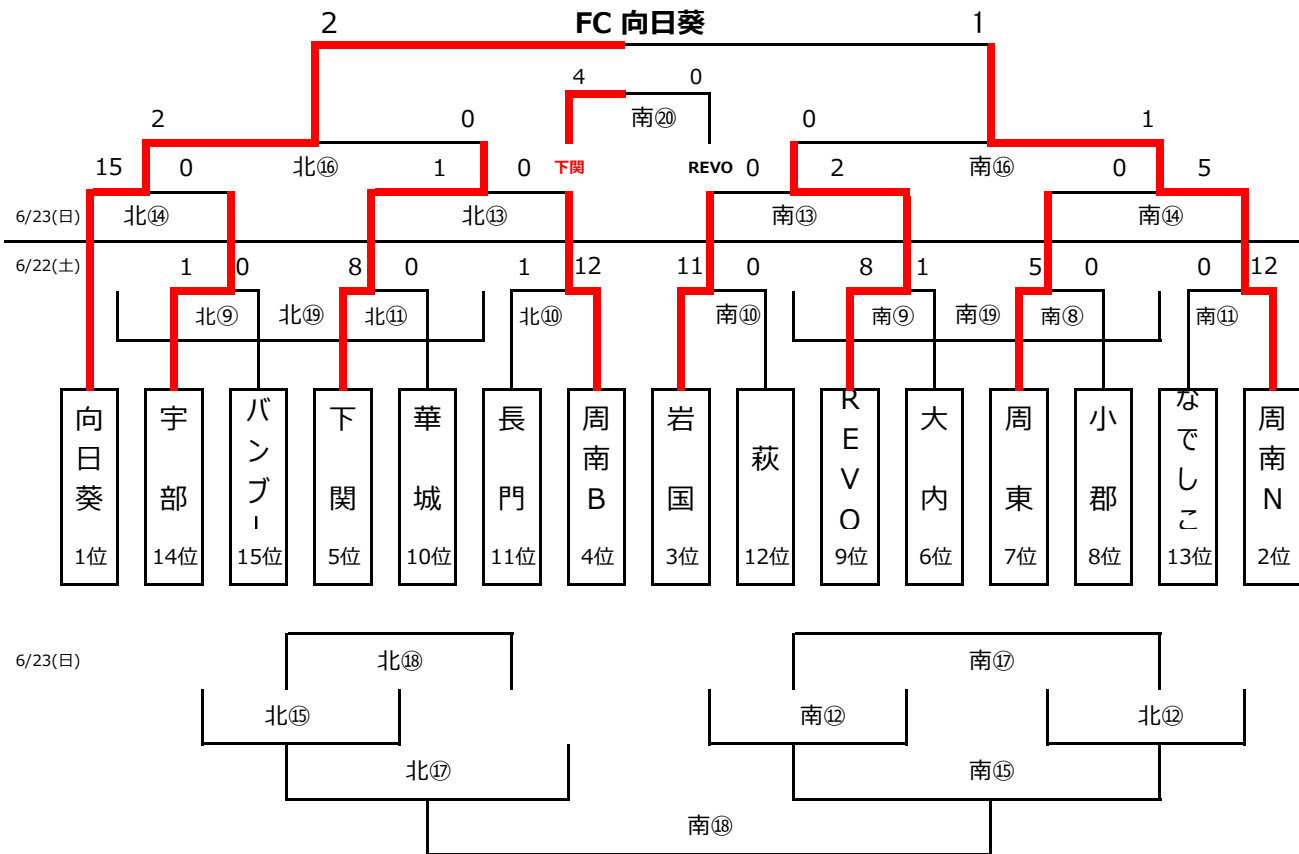 2 FC 向日葵 1
4 0
2 0 南⑳ 0 1
15 0 北⑯ 1 0 下関 REVO 0 2 南⑯ 0 5
6/23(日) 北⑭ 北⑬ 南⑬ 南⑭
6/22(土) 1 0 8 0 1 12 11 0 8 1 5 0 0 12
北⑨ 北⑲ 北⑪ 北⑩ 南⑩ 南⑨ 南⑲ 南⑧ 南⑪
向日葵 宇部 バンブー 下関 華城 長門 周南B 岩国 萩 REVO 大内 周東 小郡 なでしこ 周南N
1位 14位 15位 5位 10位 11位 4位 3位 12位 9位 6位 7位 8位 13位 2位
6/23(日) 北⑱ 南⑰
北⑮ 南⑫ 北⑫
北⑰ 南⑮
南⑱